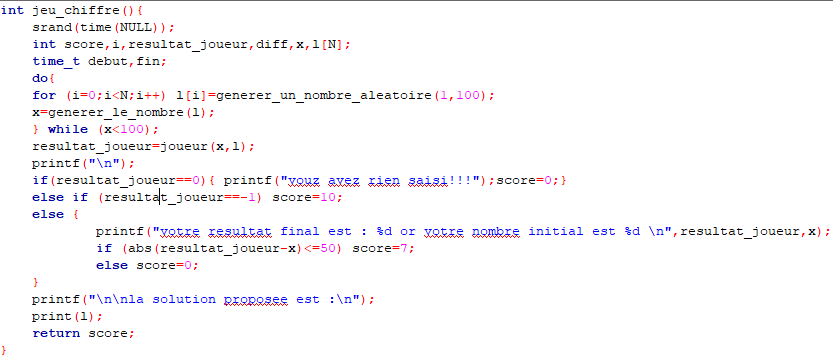 int jeu_chiffre(){
    srand(time(NULL));
    int score,i,resultat_joueur,diff,x,l[N];
    time_t debut,fin;
    do{
    for (i=0;i<N;i++) l[i]=generer_un_nombre_aleatoire(1,100);
    x=generer_le_nombre(l);
    } while (x<100);
    resultat_joueur=joueur(x,l);
    printf("\n");
    if(resultat_joueur==0){ printf("youz avez rien saisi!!!");score=0;}
    else if (resultat_joueur==-1) score=10;
    else {
            printf("votre resultat final est : %d or votre nombre initial est %d \n",resultat_joueur,x);
            if (abs(resultat_joueur-x)<=50) score=7;
            else score=0;
    }
    printf("\n\nla solution proposee est :\n");
    print(l);
    return score;
}